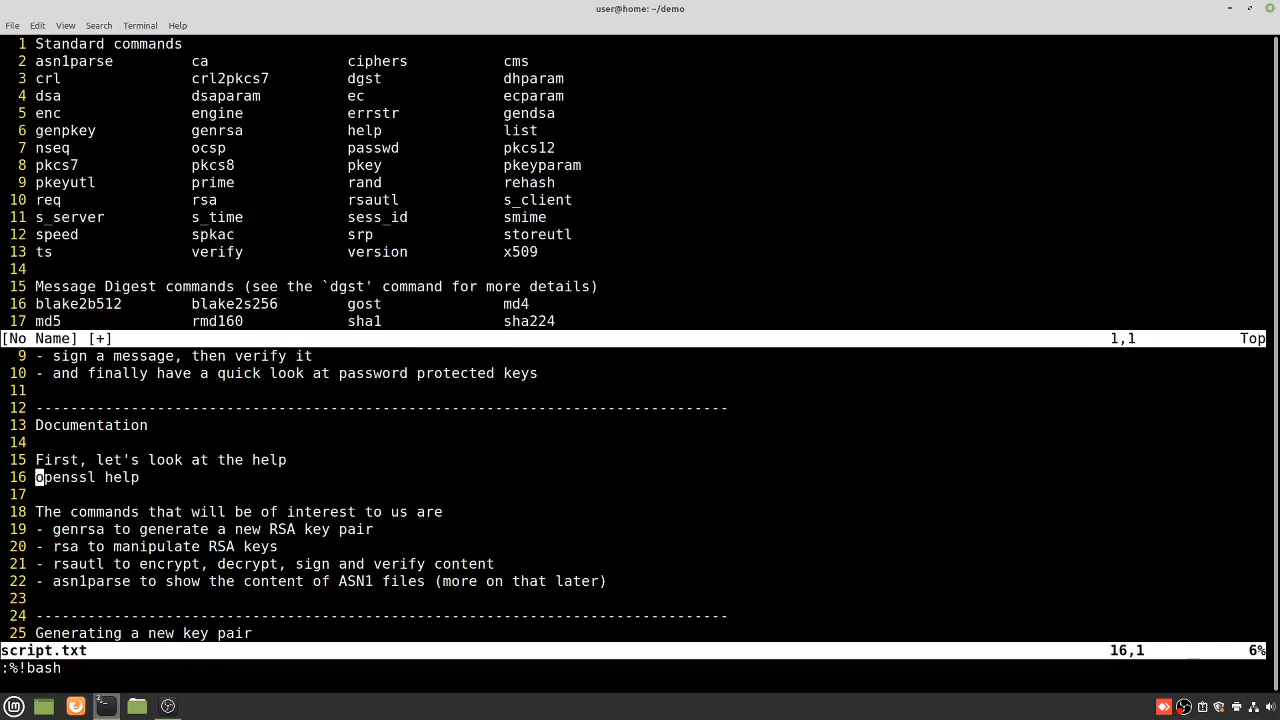 user@home: ~/demo
File Edit View Search Terminal Help
1 Standard commands
2 asn1parse ca ciphers cms
3 crl crl2pkcs7 dgst dhparam
4 dsa dsaparam ec ecparam
5 enc engine errstr gendsa
6 genpkey genrsa help list
7 nseq ocsp passwd pkcs12
8 pkcs7 pkcs8 pkey pkeyparam
9 pkeyutl prime rand rehash
10 req rsa rsautl s_client
11 s_server s_time sess_id smime
12 speed spkac srp storeutl
13 ts verify version x509
14
15 Message Digest commands (see the `dgst' command for more details)
16 blake2b512 blake2s256 gost md4
17 md5 rmd160 sha1 sha224
[No Name] [+] 1,1 Top
9 - sign a message, then verify it
10 - and finally have a quick look at password protected keys
11
12 --------------------------------------------------------------------------------
13 Documentation
14
15 First, let's look at the help
16 openssl help
17
18 The commands that will be of interest to us are
19 - genrsa to generate a new RSA key pair
20 - rsa to manipulate RSA keys
21 - rsautl to encrypt, decrypt, sign and verify content
22 - asn1parse to show the content of ASN1 files (more on that later)
23
24 --------------------------------------------------------------------------------
25 Generating a new key pair
script.txt 16,1 6%
:%!bash